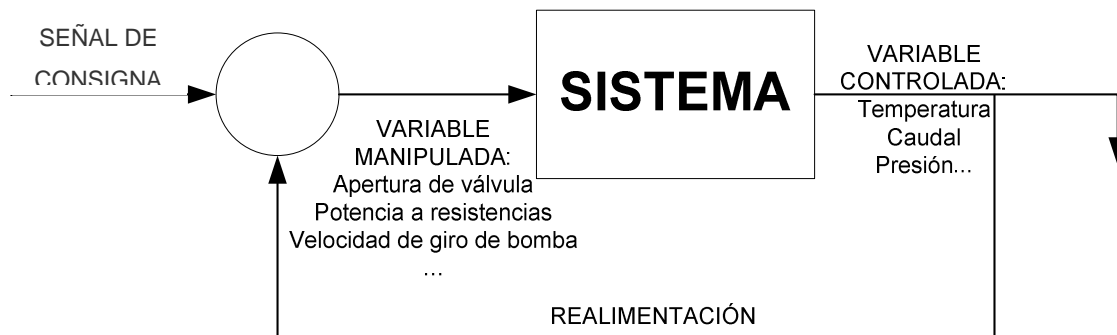 SEÑAL DE
CONSIGNA
VARIABLE
MANIPULADA:
Apertura de válvula
Potencia a resistencias
Velocidad de giro de bomba
...
SISTEMA
VARIABLE
CONTROLADA:
Temperatura
Caudal
Presión...
REALIMENTACIÓN